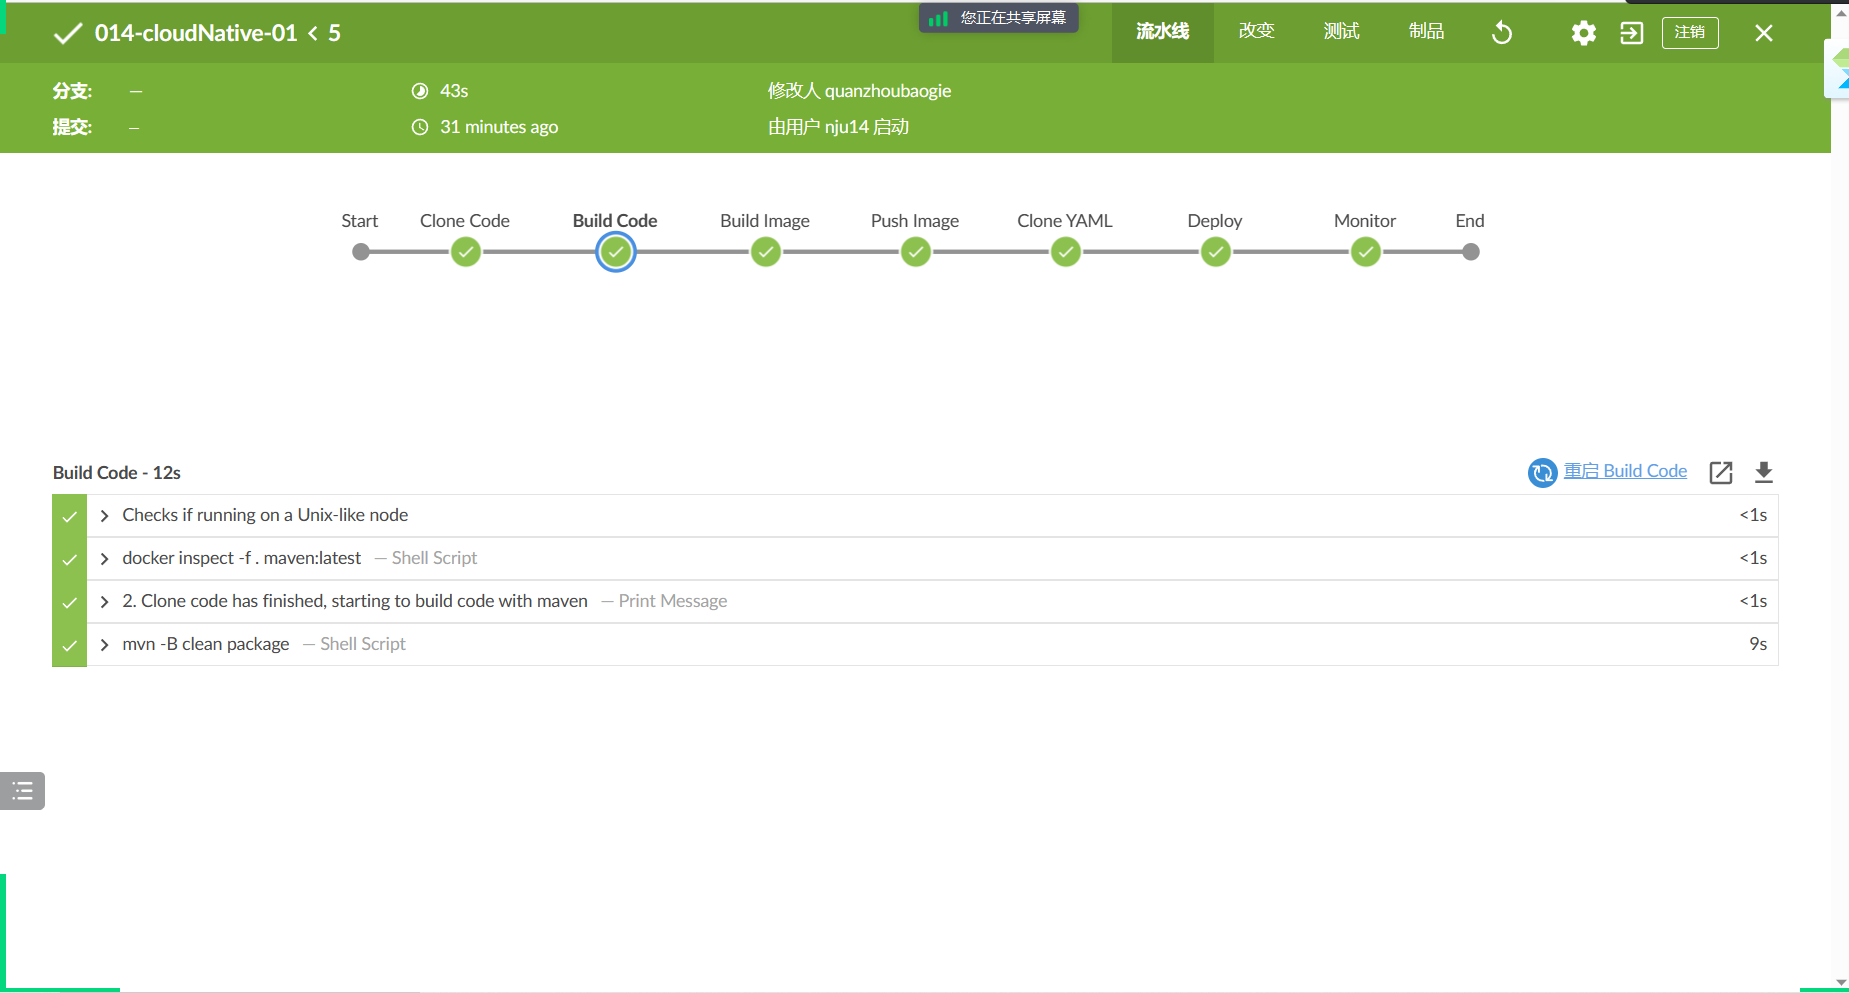 您正在共享屏幕
014-cloudNative-01 < 5
流水线 改变 测试 制品 注销
分支: — 43s 修改人 quanzhoubaogie
提交: — 31 minutes ago 由用户 nju14 启动
Start Clone Code Build Code Build Image Push Image Clone YAML Deploy Monitor End
Build Code - 12s 重启 Build Code
Checks if running on a Unix-like node <1s
docker inspect -f . maven:latest — Shell Script <1s
2. Clone code has finished, starting to build code with maven — Print Message <1s
mvn -B clean package — Shell Script 9s